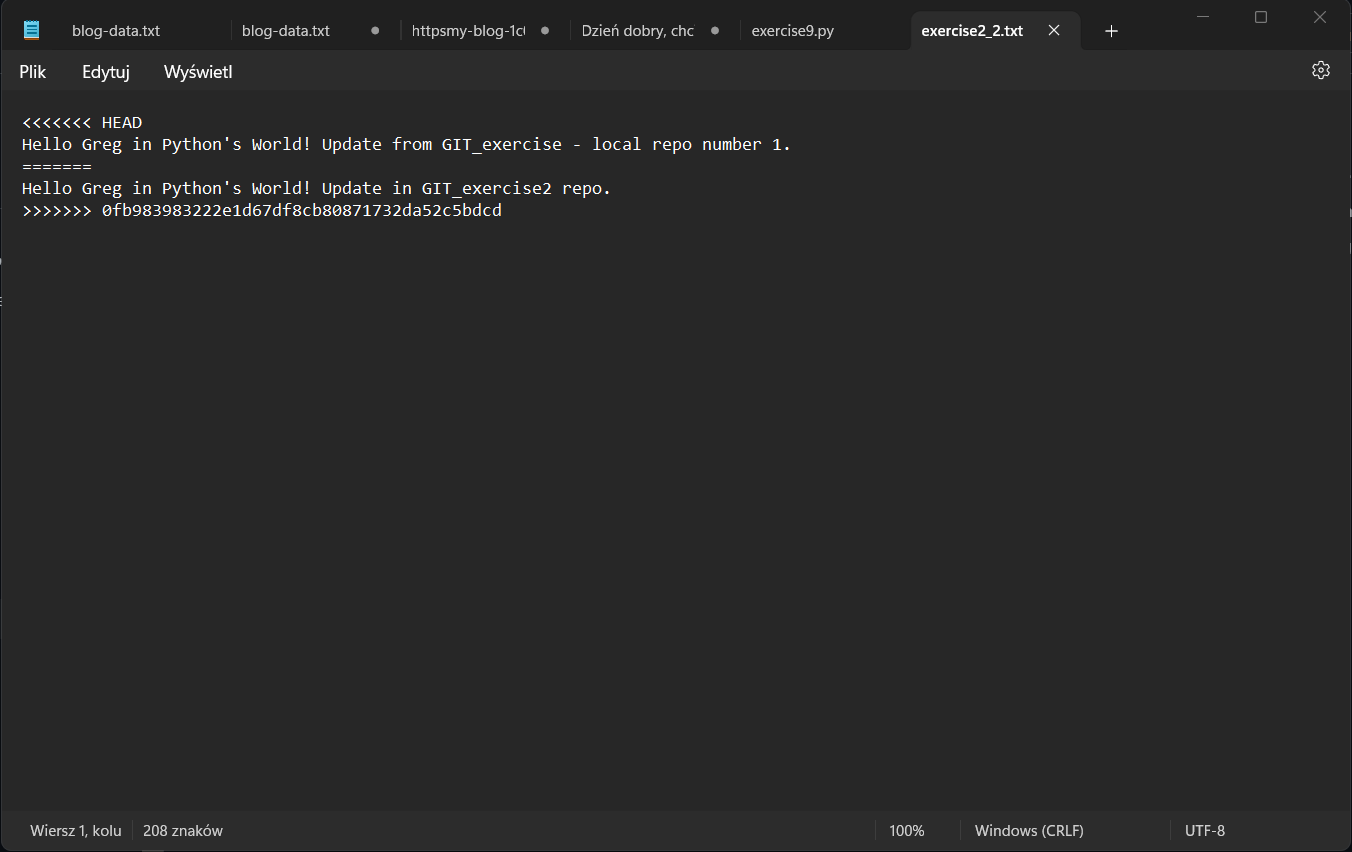 blog-data.txt
blog-data.txt
httpsmy-blog-1c
Dzień dobry, chc
exercise9.py
exercise2_2.txt
Plik Edytuj Wyświetl
<<<<<<< HEAD
Hello Greg in Python's World! Update from GIT_exercise - local repo number 1.
=======
Hello Greg in Python's World! Update in GIT_exercise2 repo.
>>>>>>> 0fb983983222e1d67df8cb80871732da52c5bdcd
Wiersz 1, kolu 208 znaków 100% Windows (CRLF) UTF-8